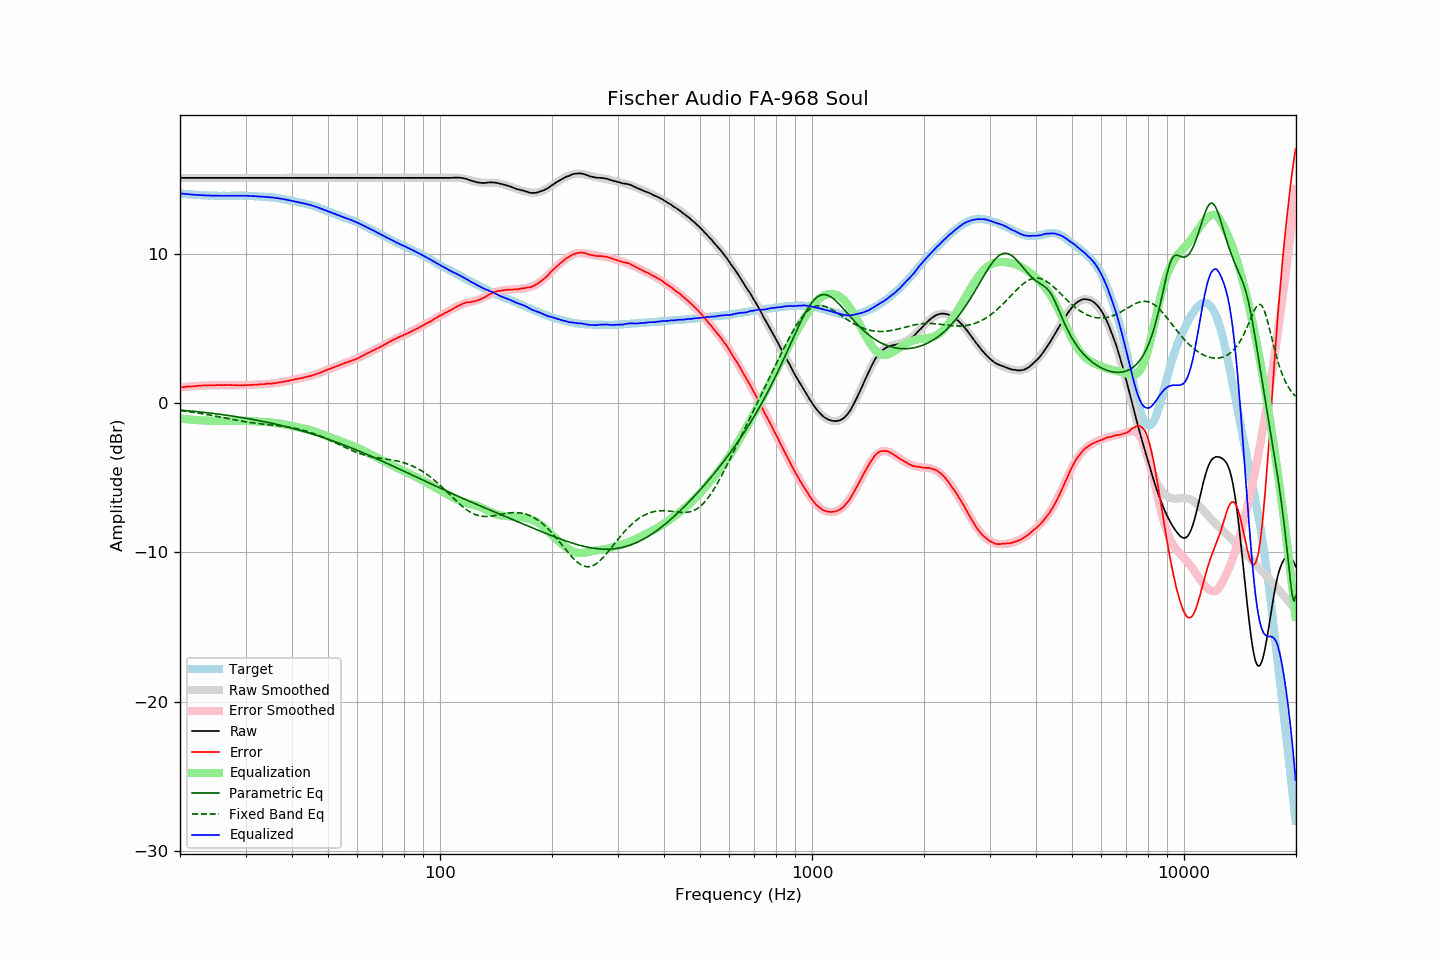 Fischer Audio FA-968 Soul
Amplitude (dBr)
10
0
−10
−20
−30
Target
Raw Smoothed
Error Smoothed
Raw
Error
Equalization
Parametric Eq
Fixed Band Eq
Equalized
100
1000
10000
Frequency (Hz)